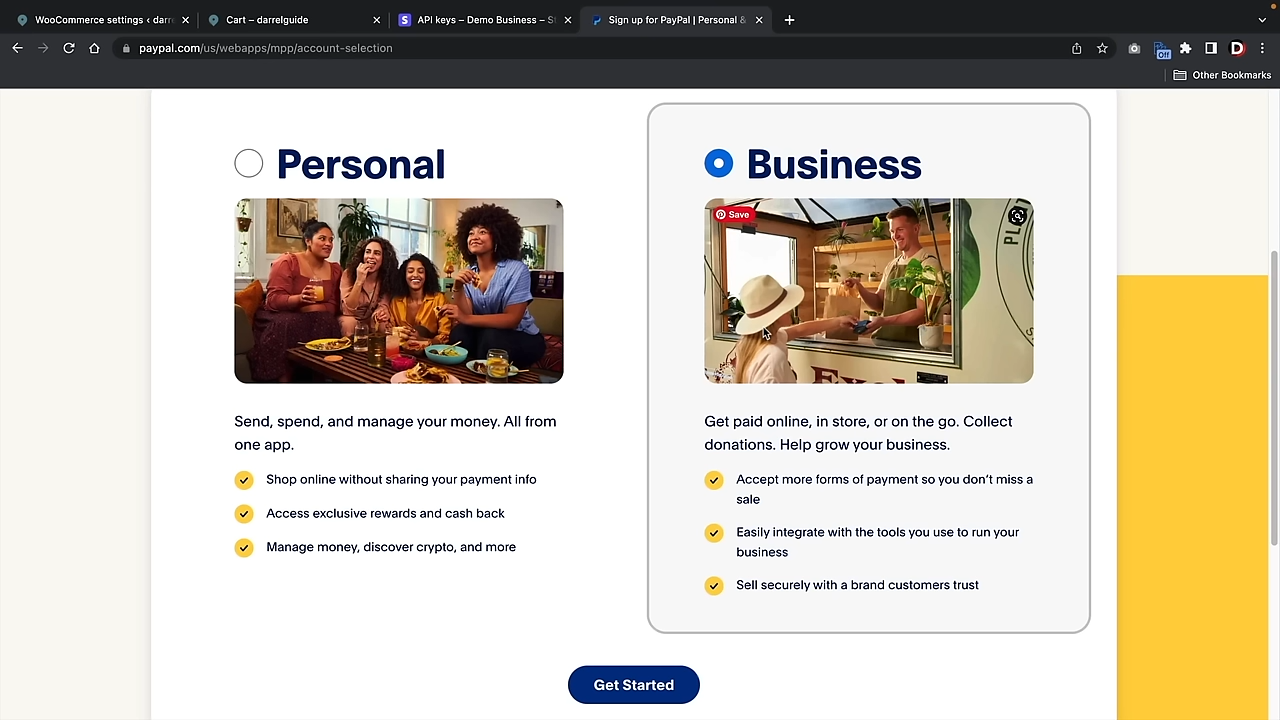 WooCommerce settings ‹ darre
Cart – darrelguide
API keys – Demo Business – S
Sign up for PayPal | Personal &
paypal.com/us/webapps/mpp/account-selection
Off
D
Other Bookmarks
Personal
Business
Save
Send, spend, and manage your money. All from
one app.
Shop online without sharing your payment info
Access exclusive rewards and cash back
Manage money, discover crypto, and more
Get paid online, in store, or on the go. Collect
donations. Help grow your business.
Accept more forms of payment so you don’t miss a
sale
Easily integrate with the tools you use to run your
business
Sell securely with a brand customers trust
Get Started